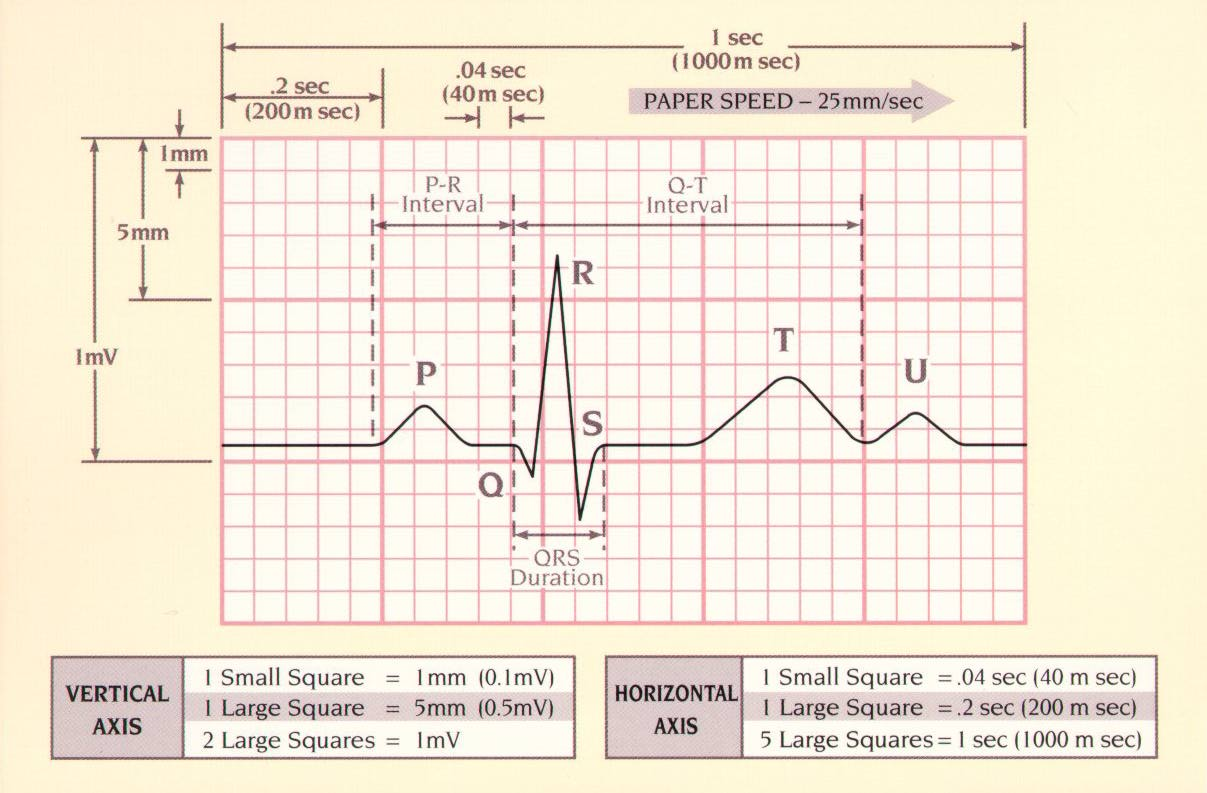 1 sec
(1000 m sec)
.2 sec
(200 m sec)
.04 sec
(40 m sec)
PAPER SPEED – 25mm/sec
1mm
5mm
1mV
P-R
Interval
Q-T
Interval
R
P
T
U
S
Q
QRS
Duration
VERTICAL
AXIS
1 Small Square = 1mm (0.1mV)
1 Large Square = 5mm (0.5mV)
2 Large Squares = 1mV
HORIZONTAL
AXIS
1 Small Square = .04 sec (40 m sec)
1 Large Square = .2 sec (200 m sec)
5 Large Squares = 1 sec (1000 m sec)